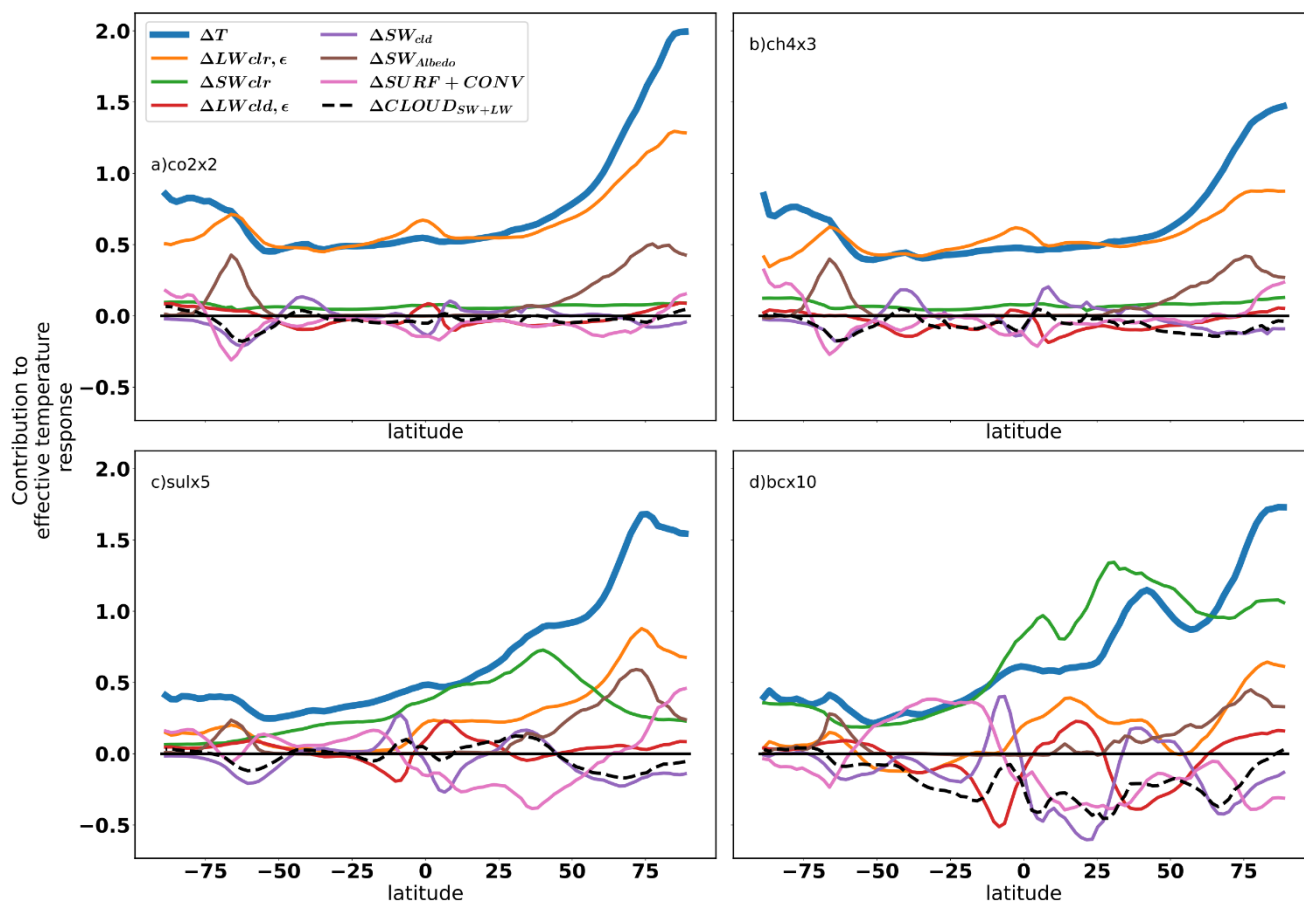 2.0
1.5
1.0
0.5
0.0
−0.5
ΔT
ΔLWclr, ϵ
ΔSWclr
ΔLWcld, ϵ
ΔSW_cld
ΔSW_Albedo
ΔSURF + CONV
ΔCLOUD_SW+LW
a)co2x2
latitude
b)ch4x3
latitude
Contribution to
effective temperature
response
2.0
1.5
1.0
0.5
0.0
−0.5
c)sulx5
−75 −50 −25 0 25 50 75
latitude
d)bcx10
−75 −50 −25 0 25 50 75
latitude